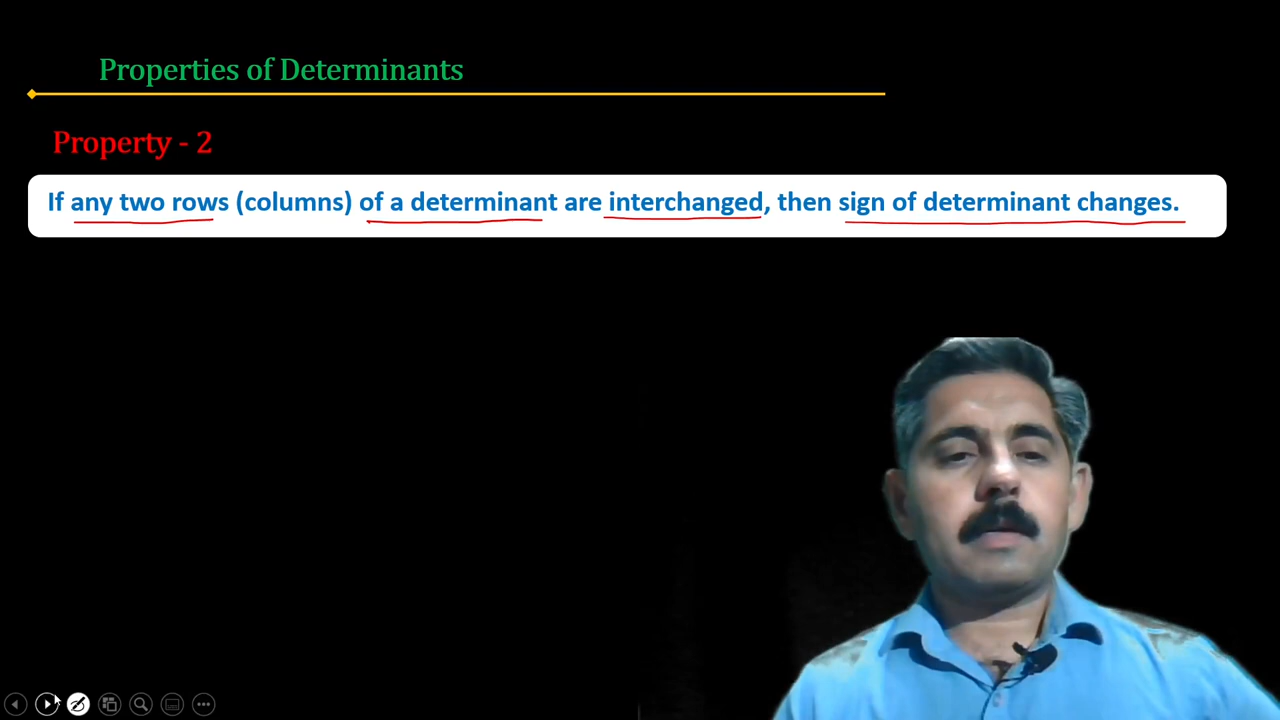 Properties of Determinants
Property - 2
If any two rows (columns) of a determinant are interchanged, then sign of determinant changes.